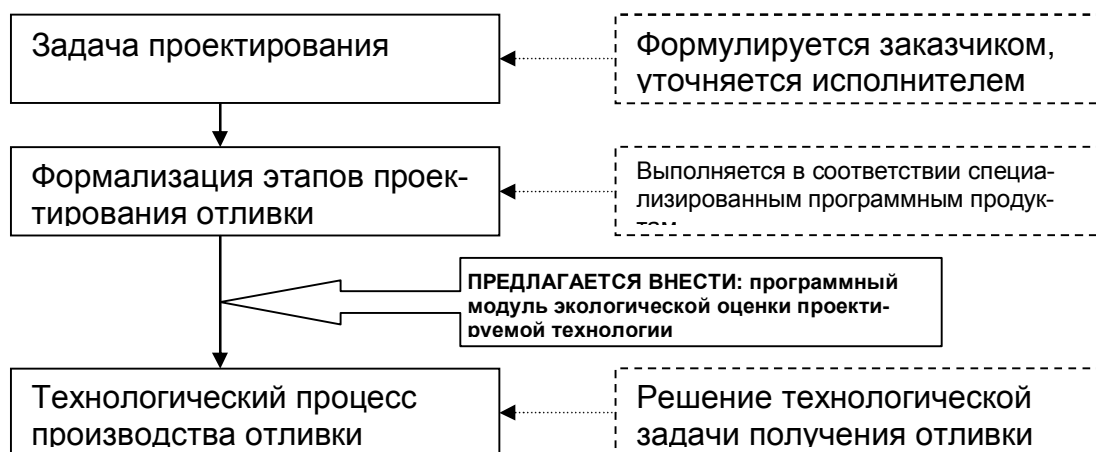 Задача проектирования
Формулируется заказчиком,
уточняется исполнителем
Формализация этапов проек-
тирования отливки
Выполняется в соответствии специа-
лизированным программным продук-
ПРЕДЛАГАЕТСЯ ВНЕСТИ: программный
модуль экологической оценки проекти-
руемой технологии
Технологический процесс
производства отливки
Решение технологической
задачи получения отливки